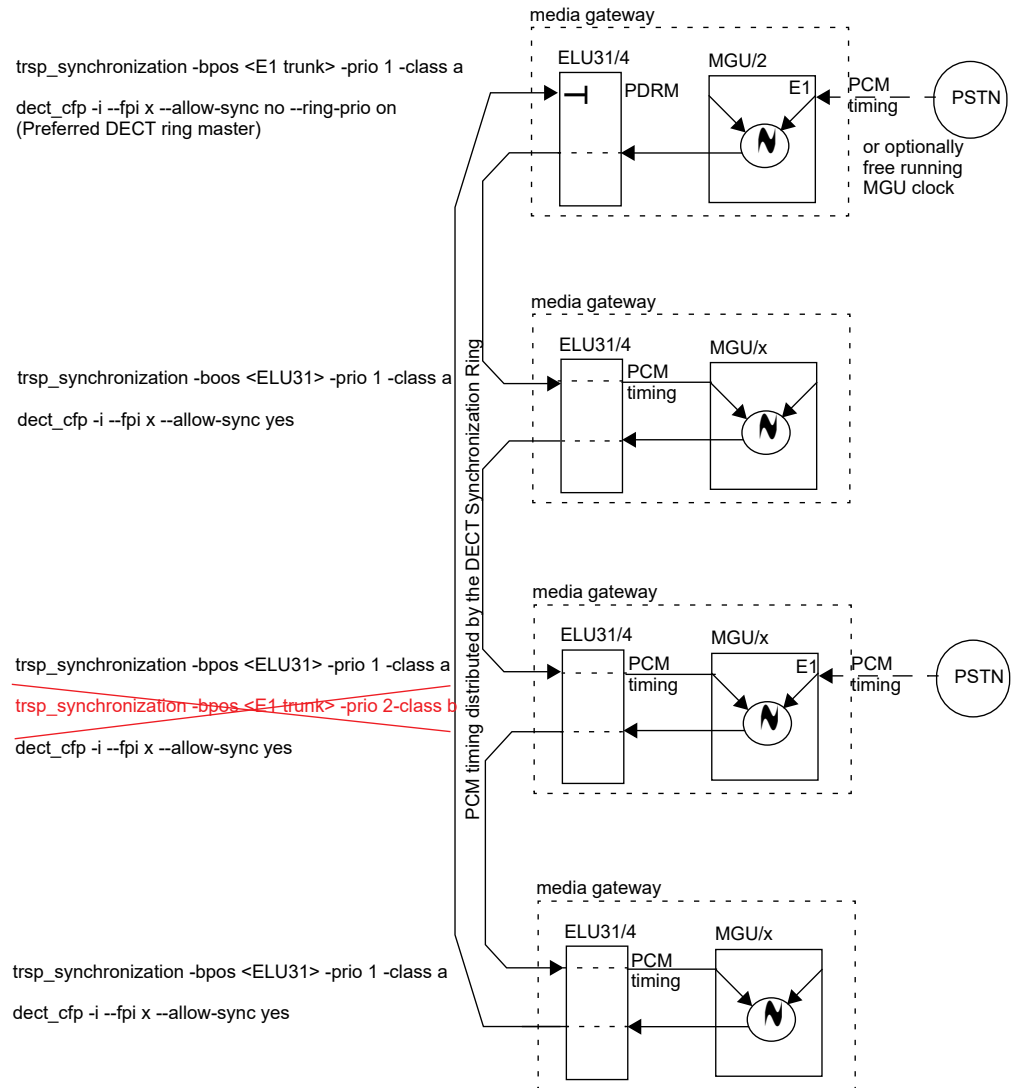 media gateway
trsp_synchronization -bpos <E1 trunk> -prio 1 -class a
dect_cfp -i --fpi x --allow-sync no --ring-prio on
(Preferred DECT ring master)
ELU31/4
PDRM
MGU/2
E1
PCM
timing
PSTN
or optionally
free running
MGU clock
media gateway
trsp_synchronization -boos <ELU31> -prio 1 -class a
dect_cfp -i --fpi x --allow-sync yes
ELU31/4
PCM
timing
MGU/x
PCM timing distributed by the DECT Synchronization Ring
media gateway
trsp_synchronization -bpos <ELU31> -prio 1 -class a
trsp_synchronization -bpos <E1 trunk> -prio 2-class b
dect_cfp -i --fpi x --allow-sync yes
ELU31/4
PCM
timing
MGU/x
E1
PCM
timing
PSTN
media gateway
trsp_synchronization -bpos <ELU31> -prio 1 -class a
dect_cfp -i --fpi x --allow-sync yes
ELU31/4
PCM
timing
MGU/x